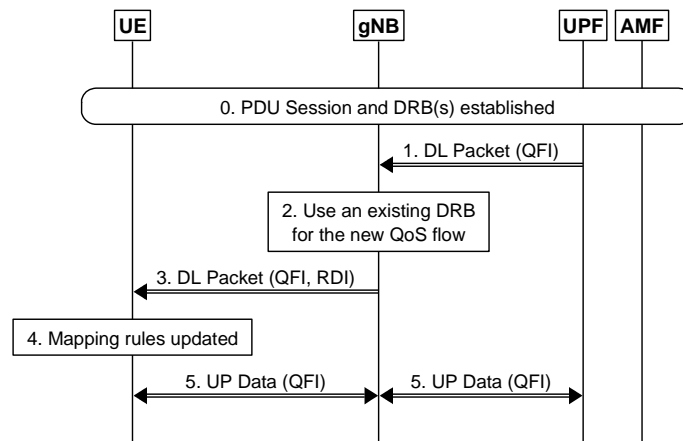 UE
gNB
UPF
AMF
0. PDU Session and DRB(s) established
1. DL Packet (QFI)
2. Use an existing DRB
for the new QoS flow
3. DL Packet (QFI, RDI)
4. Mapping rules updated
5. UP Data (QFI)
5. UP Data (QFI)